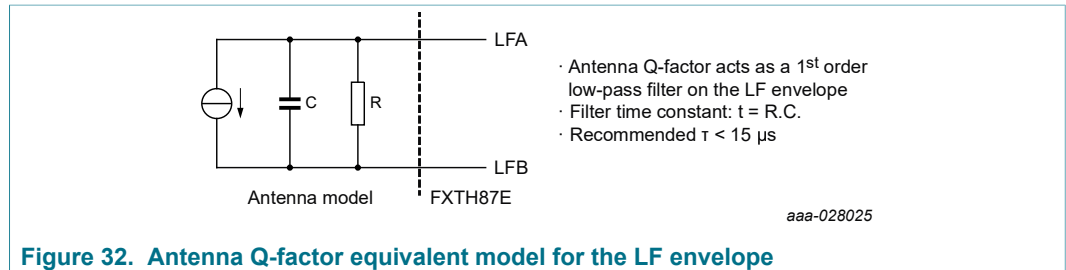 LFA
C
R
LFB
Antenna model
FXTH87E
· Antenna Q-factor acts as a 1st order
low-pass filter on the LF envelope
· Filter time constant: t = R.C.
· Recommended τ < 15 µs
aaa-028025
Figure 32. Antenna Q-factor equivalent model for the LF envelope